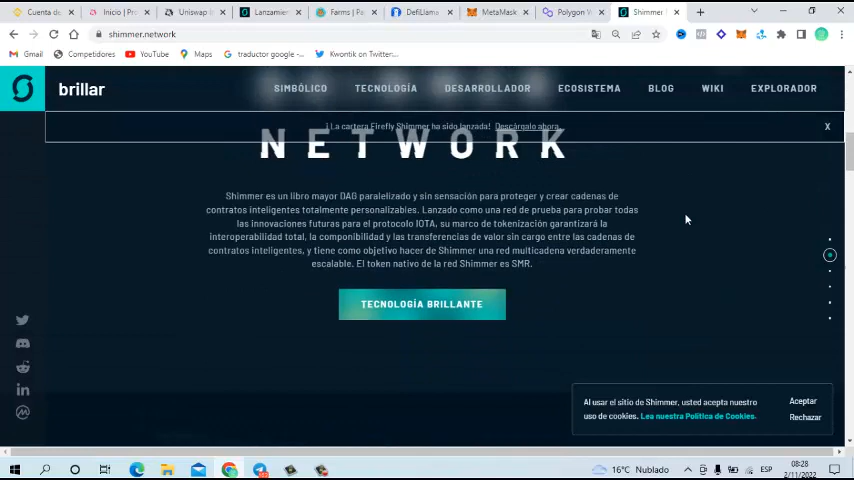 Cuenta de
Inicio | Pro
Uniswap I
Lanzamien
Farms | Pa
DefiLlama
MetaMask
Polygon V
Shimmer
shimmer.network
Gmail
Competidores
YouTube
Maps
traductor google -...
Kwontik on Twitter:...
brillar
SIMBÓLICO
TECNOLOGÍA
DESARROLLADOR
ECOSISTEMA
BLOG
WIKI
EXPLORADOR
¡ La cartera Firefly Shimmer ha sido lanzada! Descárgalo ahora.
X
NETWORK
Shimmer es un libro mayor DAG paralelizado y sin sensación para proteger y crear cadenas de
contratos inteligentes totalmente personalizables. Lanzado como una red de prueba para probar todas
las innovaciones futuras para el protocolo IOTA, su marco de tokenización garantizará la
interoperabilidad total, la componibilidad y las transferencias de valor sin cargo entre las cadenas de
contratos inteligentes, y tiene como objetivo hacer de Shimmer una red multicadena verdaderamente
escalable. El token nativo de la red Shimmer es SMR.
TECNOLOGÍA BRILLANTE
Al usar el sitio de Shimmer, usted acepta nuestro
uso de cookies. Lea nuestra Política de Cookies.
Aceptar
Rechazar
16°C Nublado
ESP
08:28
2/11/2022